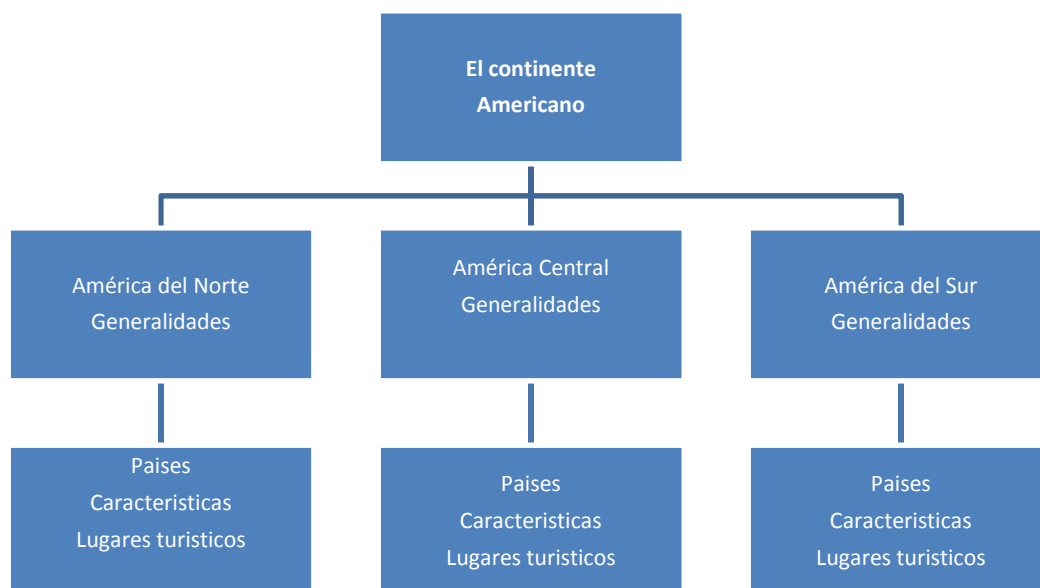 El continente
Americano
América del Norte
Generalidades
América Central
Generalidades
América del Sur
Generalidades
Paises
Caracteristicas
Lugares turisticos
Paises
Caracteristicas
Lugares turisticos
Paises
Caracteristicas
Lugares turisticos